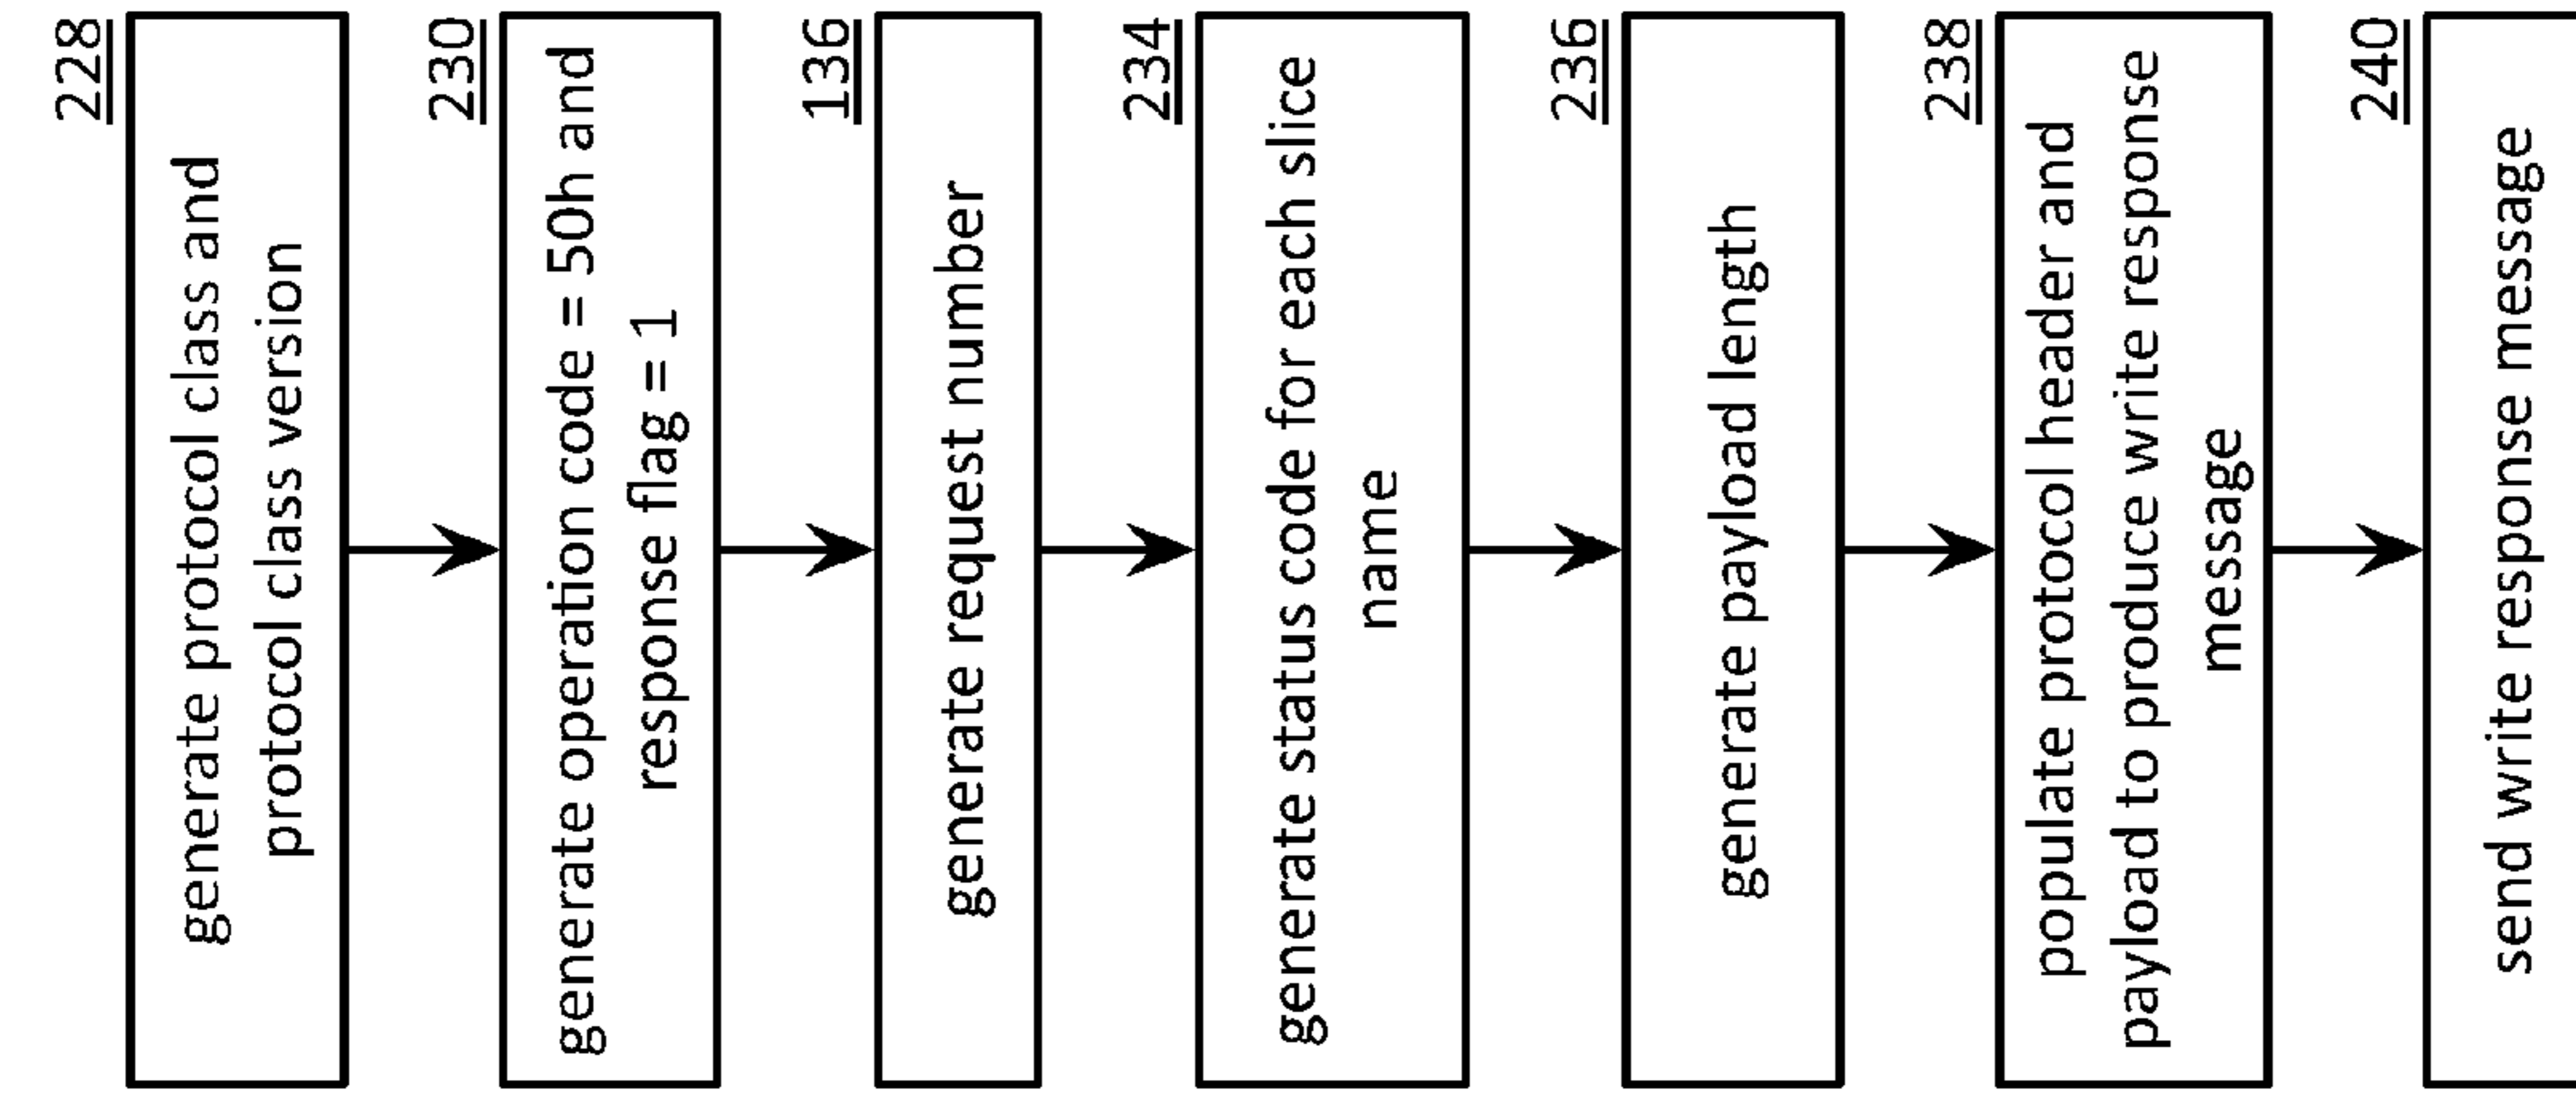 228
generate protocol class and
protocol class version
230
generate operation code = 50h and
response flag = 1
136
generate request number
234
generate status code for each slice
name
236
generate payload length
238
populate protocol header and
payload to produce write response
message
240
send write response message